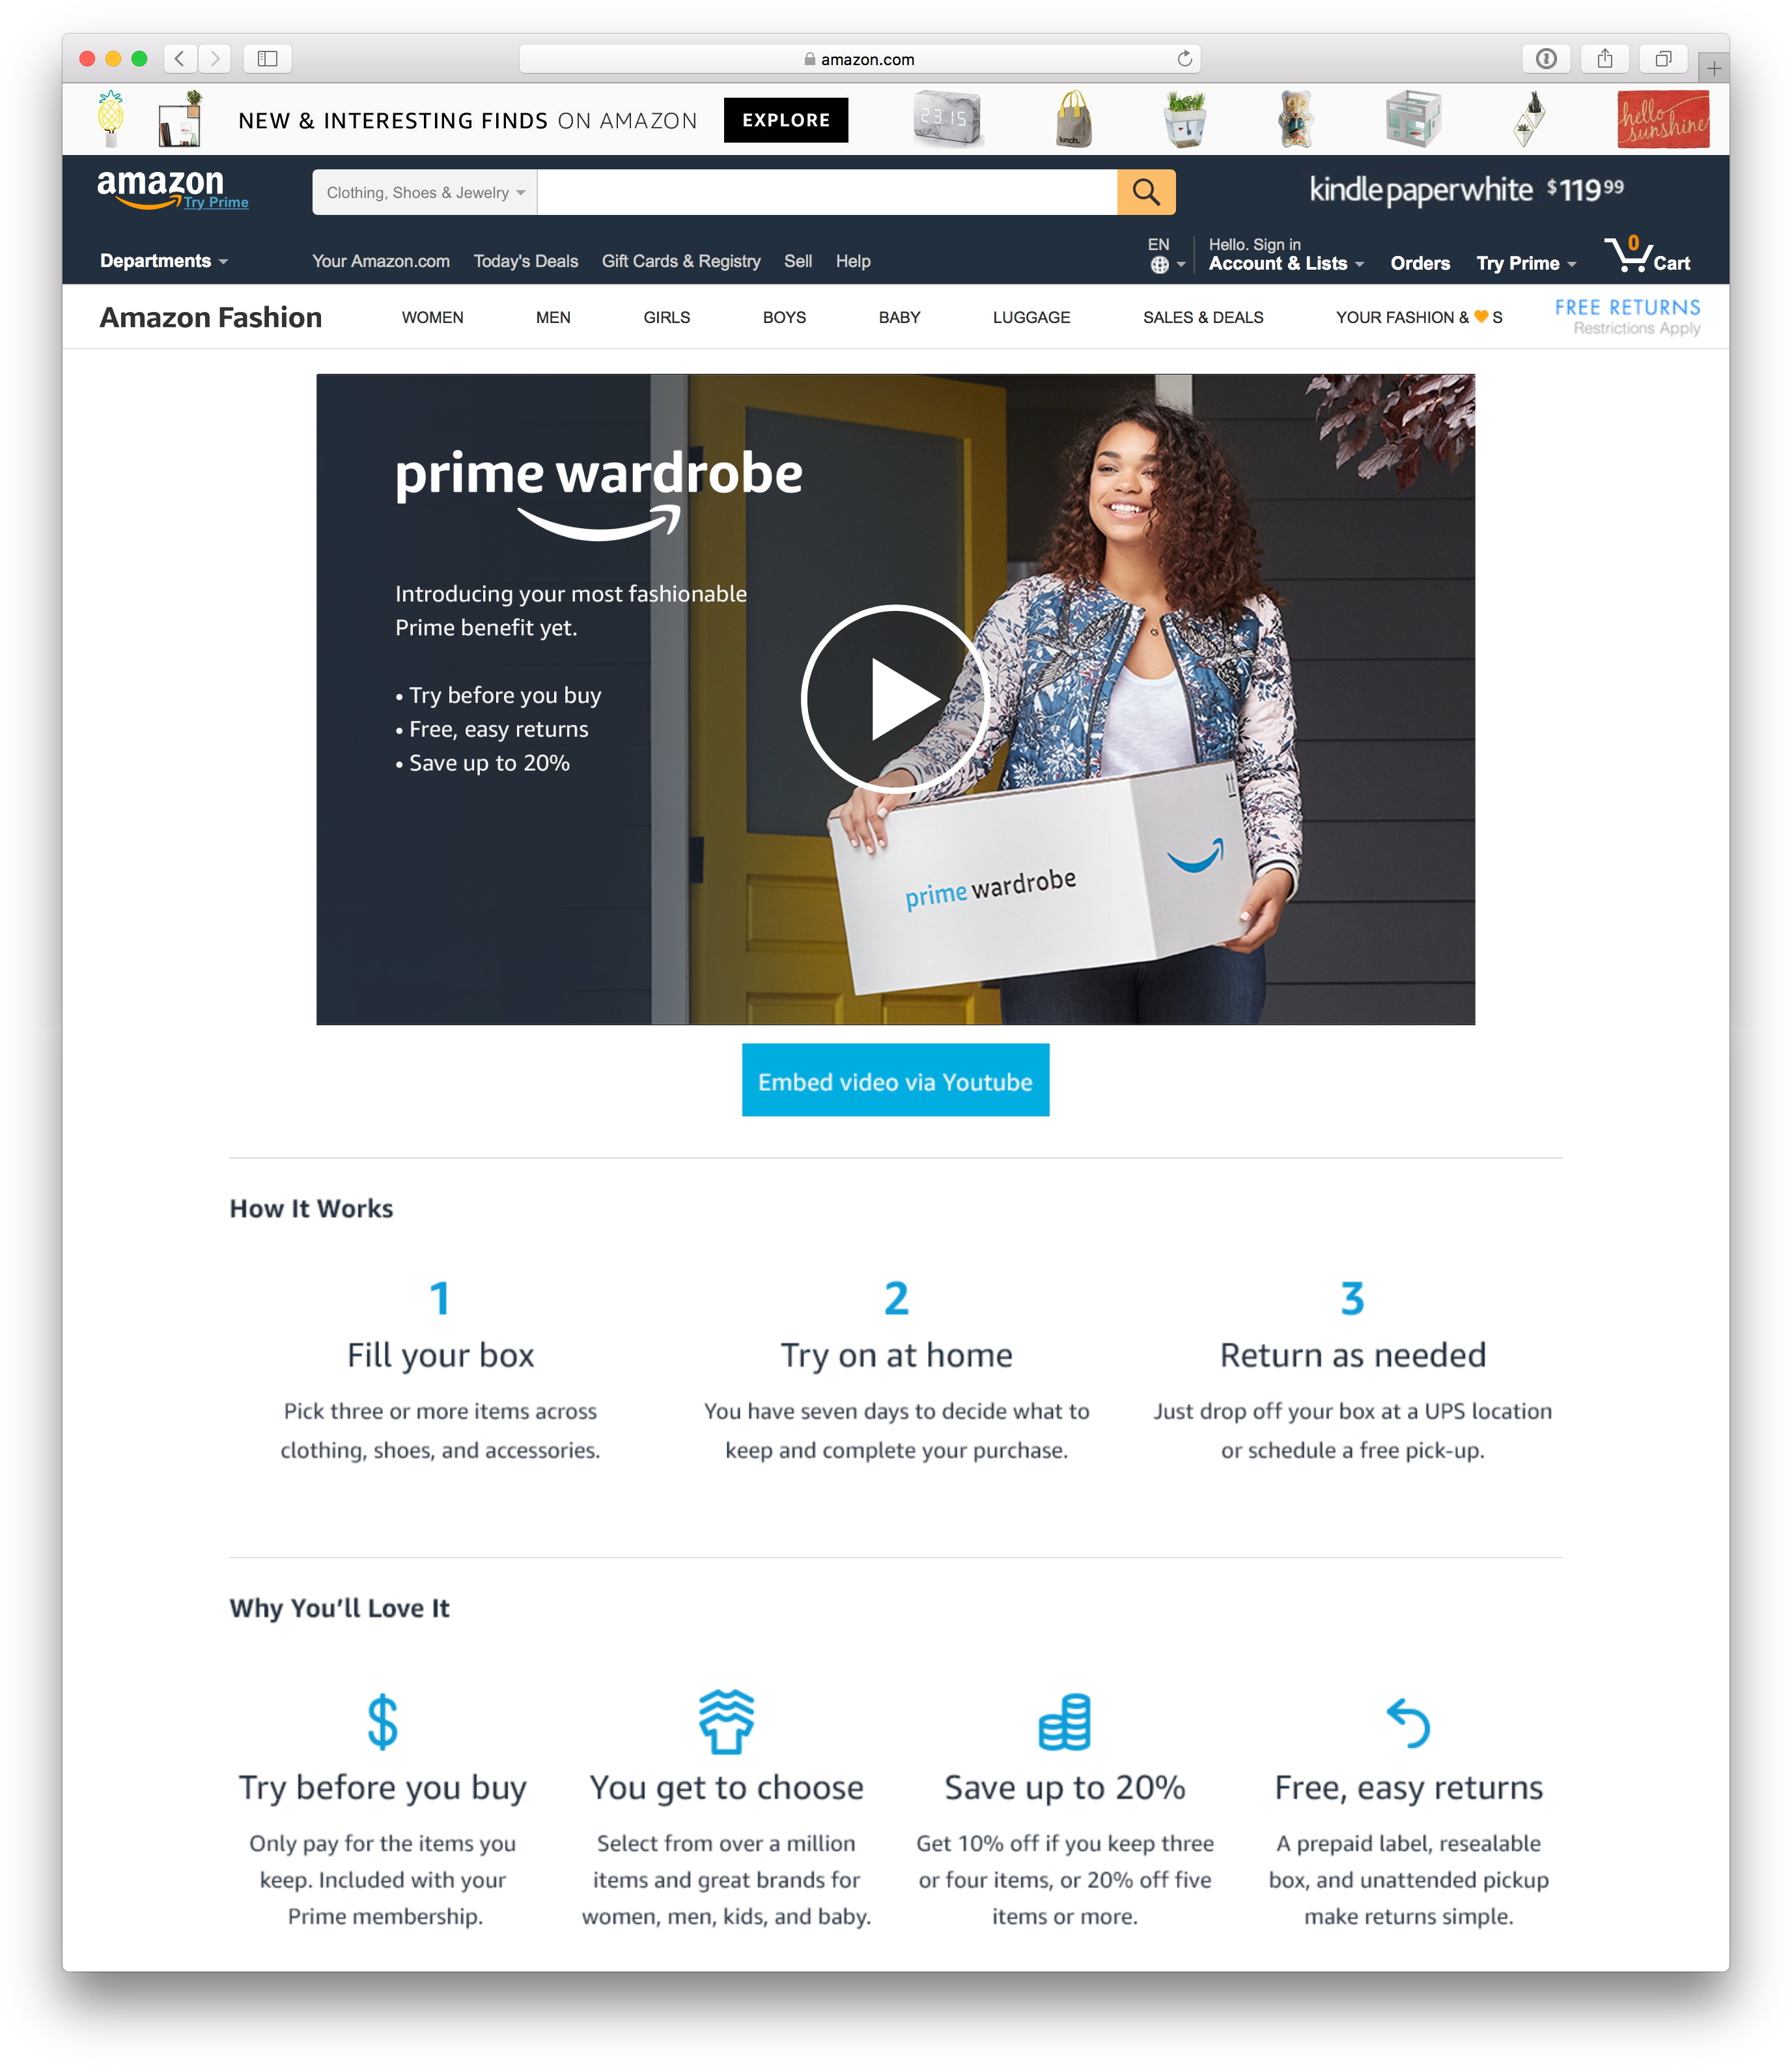 amazon.com
NEW & INTERESTING FINDS ON AMAZON
EXPLORE
23:15
lunch.
hello
sunshine
amazon
Try Prime
Clothing, Shoes & Jewelry
kindle paperwhite $119.99
Departments
Your Amazon.com
Today's Deals
Gift Cards & Registry
Sell
Help
EN
Hello. Sign in
Account & Lists
Orders
Try Prime
0
Cart
Amazon Fashion
WOMEN
MEN
GIRLS
BOYS
BABY
LUGGAGE
SALES & DEALS
YOUR FASHION & 🧡 S
FREE RETURNS
Restrictions Apply
prime wardrobe
Introducing your most fashionable
Prime benefit yet.
• Try before you buy
• Free, easy returns
• Save up to 20%
prime wardrobe
Embed video via Youtube
How It Works
1
Fill your box
Pick three or more items across
clothing, shoes, and accessories.
2
Try on at home
You have seven days to decide what to
keep and complete your purchase.
3
Return as needed
Just drop off your box at a UPS location
or schedule a free pick-up.
Why You'll Love It
$
Try before you buy
Only pay for the items you
keep. Included with your
Prime membership.
You get to choose
Select from over a million
items and great brands for
women, men, kids, and baby.
Save up to 20%
Get 10% off if you keep three
or four items, or 20% off five
items or more.
Free, easy returns
A prepaid label, resealable
box, and unattended pickup
make returns simple.